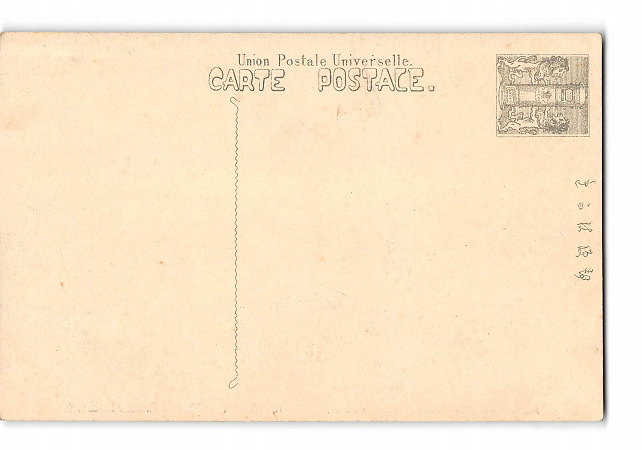 Union Postale Universelle.
CARTE POSTALE.